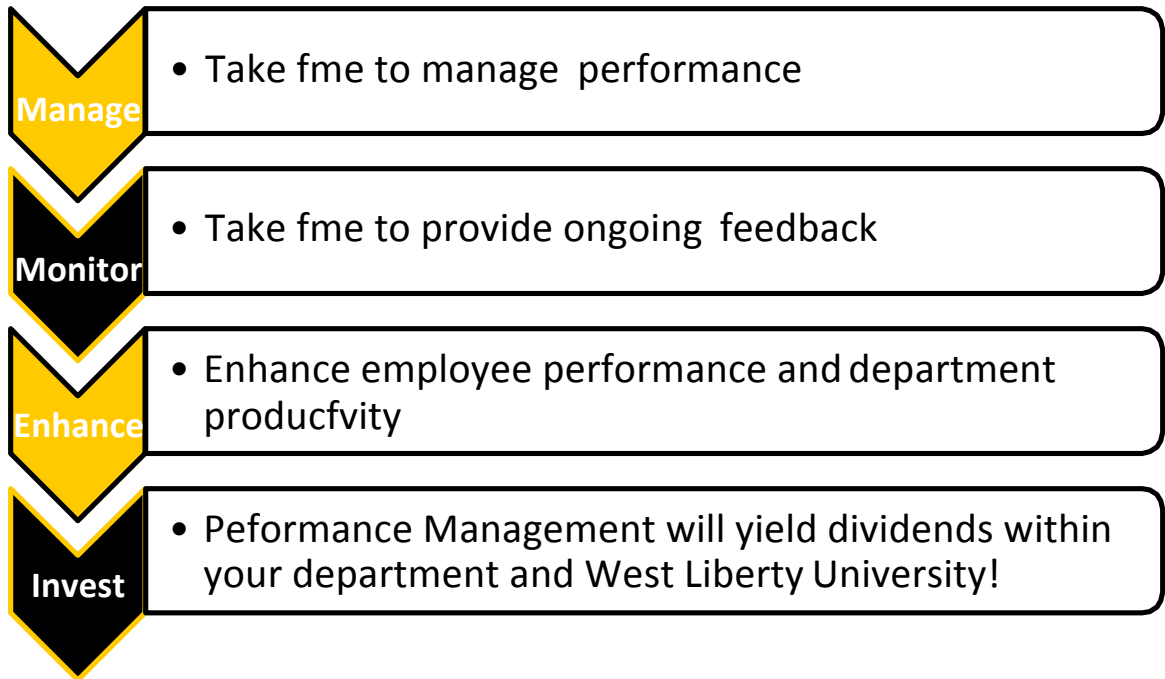 Manage
• Take fme to manage performance
Monitor
• Take fme to provide ongoing feedback
Enhance
• Enhance employee performance and department
producfvity
Invest
• Peformance Management will yield dividends within
your department and West Liberty University!